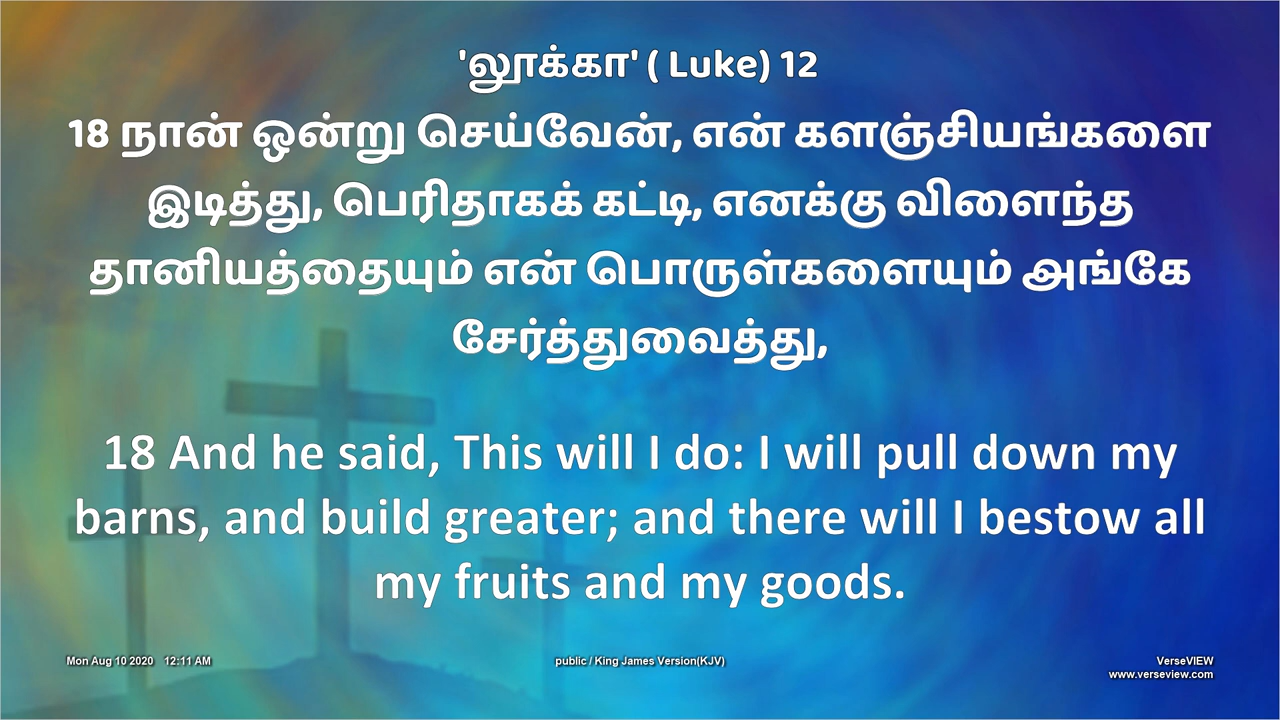 'லூக்கா' ( Luke) 12
18 நான் ஒன்று செய்வேன், என் களஞ்சியங்களை
இடித்து, பெரிதாகக் கட்டி, எனக்கு விளைந்த
தானியத்தையும் என் பொருள்களையும் அங்கே
சேர்த்துவைத்து,
18 And he said, This will I do: I will pull down my
barns, and build greater; and there will I bestow all
my fruits and my goods.
Mon Aug 10 2020 12:11 AM
public / King James Version(KJV)
VerseVIEW
www.verseview.com